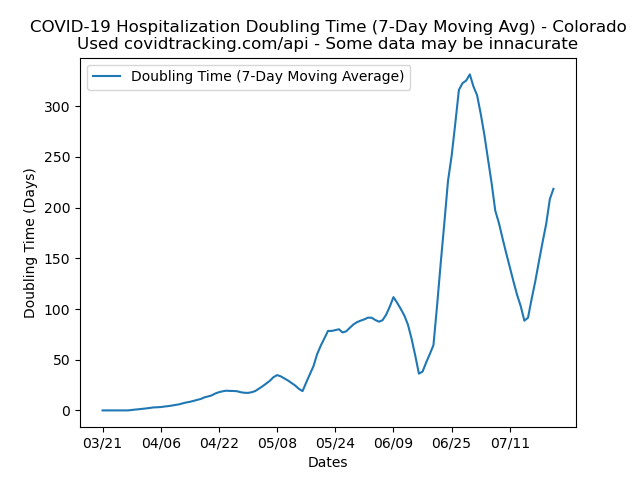 COVID-19 Hospitalization Doubling Time (7-Day Moving Avg) - Colorado
Used covidtracking.com/api - Some data may be innacurate
Doubling Time (7-Day Moving Average)
Doubling Time (Days)
300
250
200
150
100
50
0
03/21 04/06 04/22 05/08 05/24 06/09 06/25 07/11
Dates